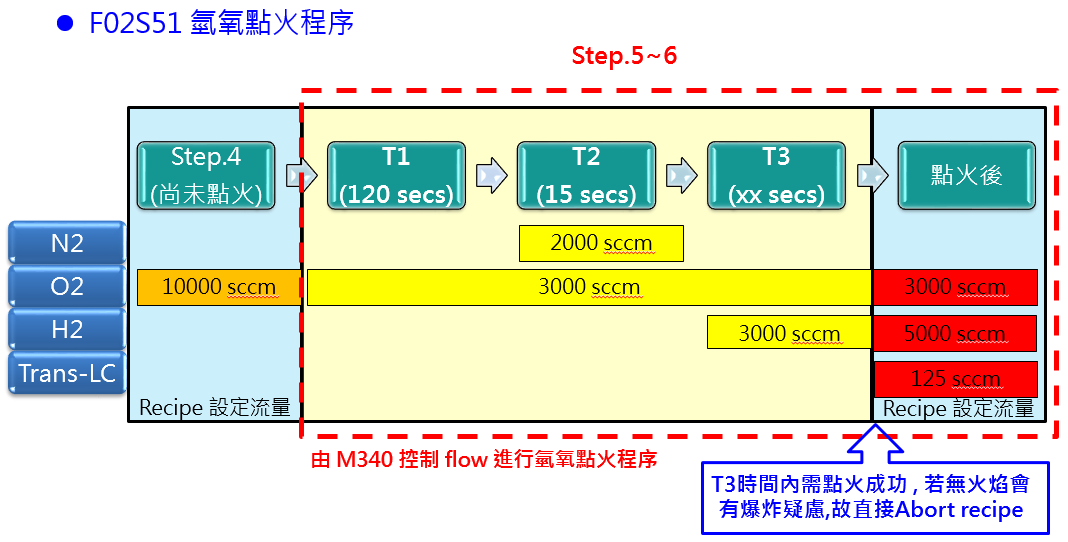 F02S51 氫氧點火程序
Step.5~6
Step.4
(尚未點火)
T1
(120 secs)
T2
(15 secs)
T3
(xx secs)
點火後
N2
2000 sccm
O2
10000 sccm
3000 sccm
3000 sccm
H2
3000 sccm
5000 sccm
Trans-LC
125 sccm
Recipe 設定流量
Recipe 設定流量
由 M340 控制 flow 進行氫氧點火程序
T3時間內需點火成功 , 若無火焰會
有爆炸疑慮,故直接Abort recipe